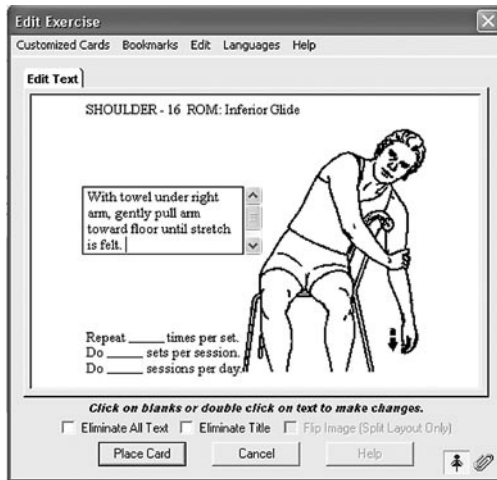 Edit Exercise
Customized Cards Bookmarks Edit Languages Help
Edit Text
SHOULDER - 16 ROM: Inferior Glide
With towel under right
arm, gently pull arm
toward floor until stretch
is felt.
Repeat _____ times per set.
Do _____ sets per session.
Do _____ sessions per day.
Click on blanks or double click on text to make changes.
Eliminate All Text Eliminate Title Flip Image (Split Layout Only)
Place Card Cancel Help